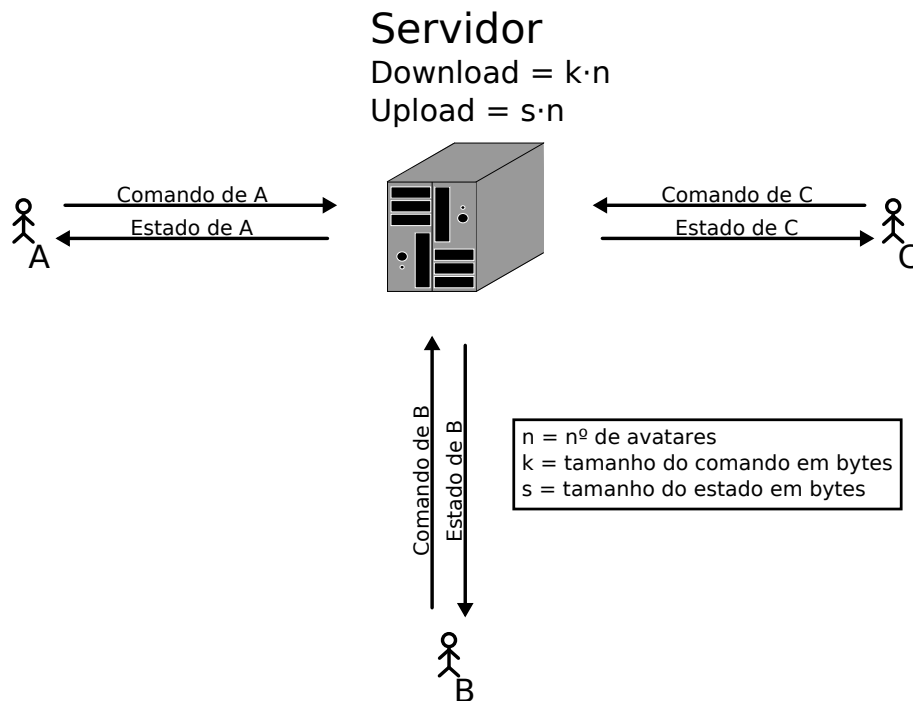 Servidor
Download = k·n
Upload = s·n
Comando de A
Estado de A
A
Comando de C
Estado de C
C
Comando de B
Estado de B
B
n = nº de avatares
k = tamanho do comando em bytes
s = tamanho do estado em bytes